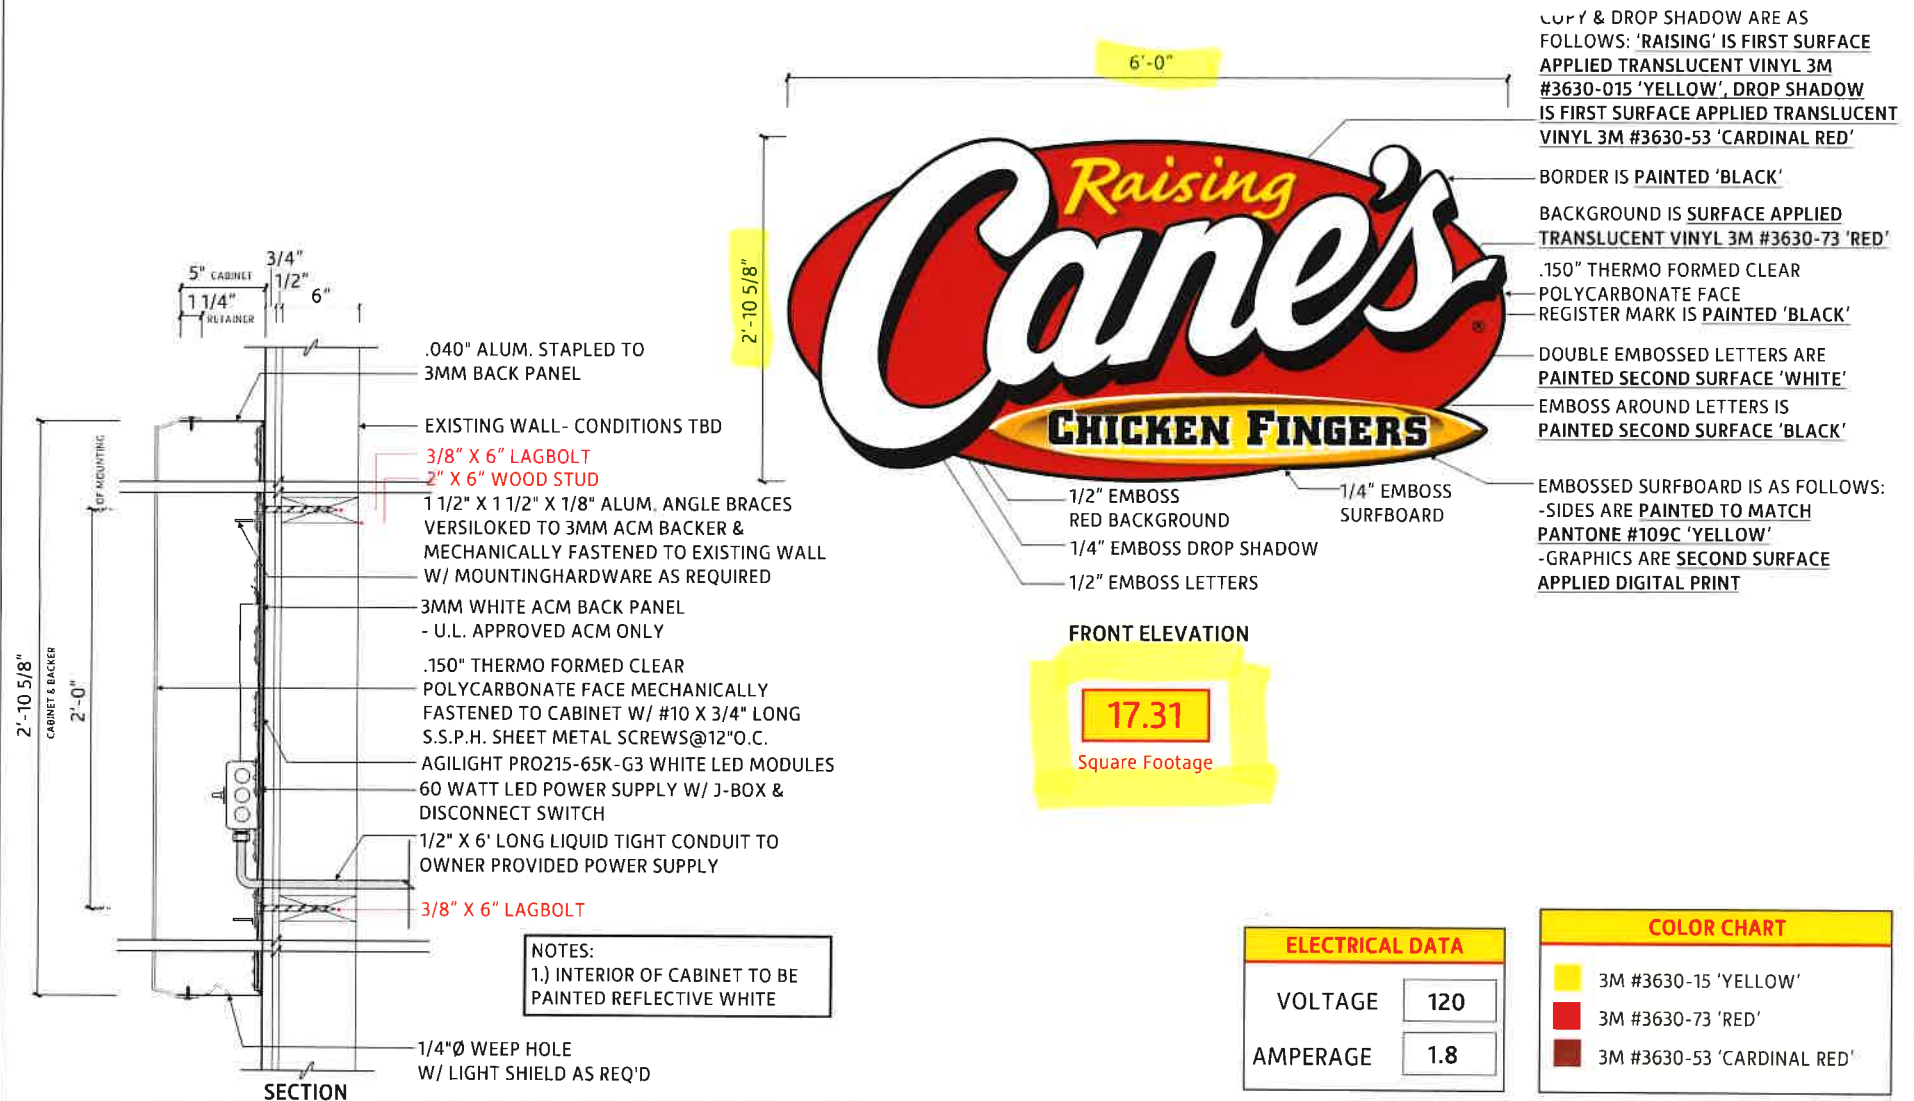 COPY & DROP SHADOW ARE AS
FOLLOWS: 'RAISING' IS FIRST SURFACE
APPLIED TRANSLUCENT VINYL 3M
#3630-015 'YELLOW', DROP SHADOW
IS FIRST SURFACE APPLIED TRANSLUCENT
VINYL 3M #3630-53 'CARDINAL RED'
BORDER IS PAINTED 'BLACK'
BACKGROUND IS SURFACE APPLIED
TRANSLUCENT VINYL 3M #3630-73 'RED'
.150" THERMO FORMED CLEAR
POLYCARBONATE FACE
REGISTER MARK IS PAINTED 'BLACK'
DOUBLE EMBOSSED LETTERS ARE
PAINTED SECOND SURFACE 'WHITE'
EMBOSS AROUND LETTERS IS
PAINTED SECOND SURFACE 'BLACK'
EMBOSSED SURFBOARD IS AS FOLLOWS:
-SIDES ARE PAINTED TO MATCH
PANTONE #109C 'YELLOW'
-GRAPHICS ARE SECOND SURFACE
APPLIED DIGITAL PRINT
6'-0"
2'-10 5/8"
Raising
Cane's
®
CHICKEN FINGERS
1/2" EMBOSS
RED BACKGROUND
1/4" EMBOSS DROP SHADOW
1/2" EMBOSS LETTERS
1/4" EMBOSS
SURFBOARD
FRONT ELEVATION
17.31
Square Footage
5" CABINET
3/4"
1/2"
6"
1 1/4"
RETAINER
.040" ALUM. STAPLED TO
3MM BACK PANEL
EXISTING WALL- CONDITIONS TBD
3/8" X 6" LAGBOLT
2" X 6" WOOD STUD
1 1/2" X 1 1/2" X 1/8" ALUM. ANGLE BRACES
VERSILOKED TO 3MM ACM BACKER &
MECHANICALLY FASTENED TO EXISTING WALL
W/ MOUNTINGHARDWARE AS REQUIRED
3MM WHITE ACM BACK PANEL
- U.L. APPROVED ACM ONLY
.150" THERMO FORMED CLEAR
POLYCARBONATE FACE MECHANICALLY
FASTENED TO CABINET W/ #10 X 3/4" LONG
S.S.P.H. SHEET METAL SCREWS@12"O.C.
AGILIGHT PRO215-65K-G3 WHITE LED MODULES
60 WATT LED POWER SUPPLY W/ J-BOX &
DISCONNECT SWITCH
1/2" X 6' LONG LIQUID TIGHT CONDUIT TO
OWNER PROVIDED POWER SUPPLY
3/8" X 6" LAGBOLT
2'-10 5/8"
CABINET & BACKER
2'-0"
OF MOUNTING
NOTES:
1.) INTERIOR OF CABINET TO BE
PAINTED REFLECTIVE WHITE
1/4"Ø WEEP HOLE
W/ LIGHT SHIELD AS REQ'D
SECTION
ELECTRICAL DATA
VOLTAGE 120
AMPERAGE 1.8
COLOR CHART
3M #3630-15 'YELLOW'
3M #3630-73 'RED'
3M #3630-53 'CARDINAL RED'